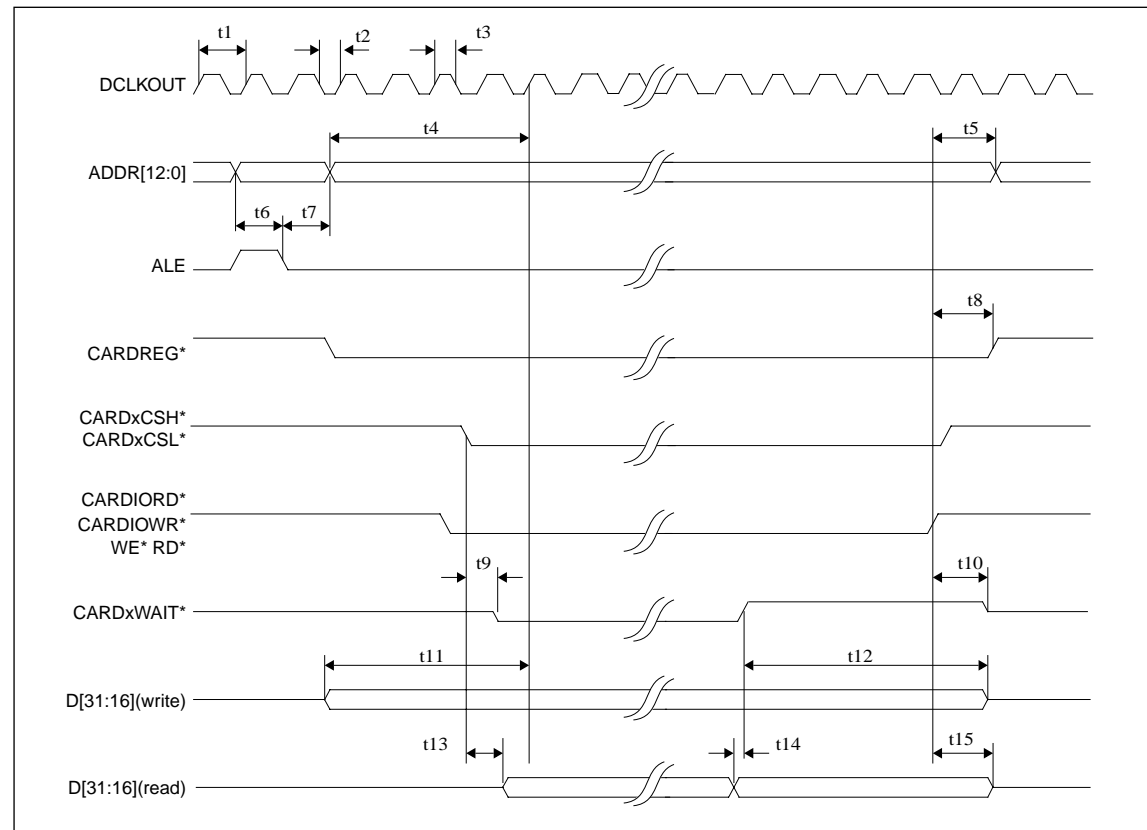 t1
t2
t3
DCLKOUT
t4
t5
ADDR[12:0]
t6
t7
ALE
t8
CARDREG*
CARDxCSH*
CARDxCSL*
CARDIORD*
CARDIOWR*
WE* RD*
t9
t10
CARDxWAIT*
t11
t12
D[31:16](write)
t13
t14
t15
D[31:16](read)